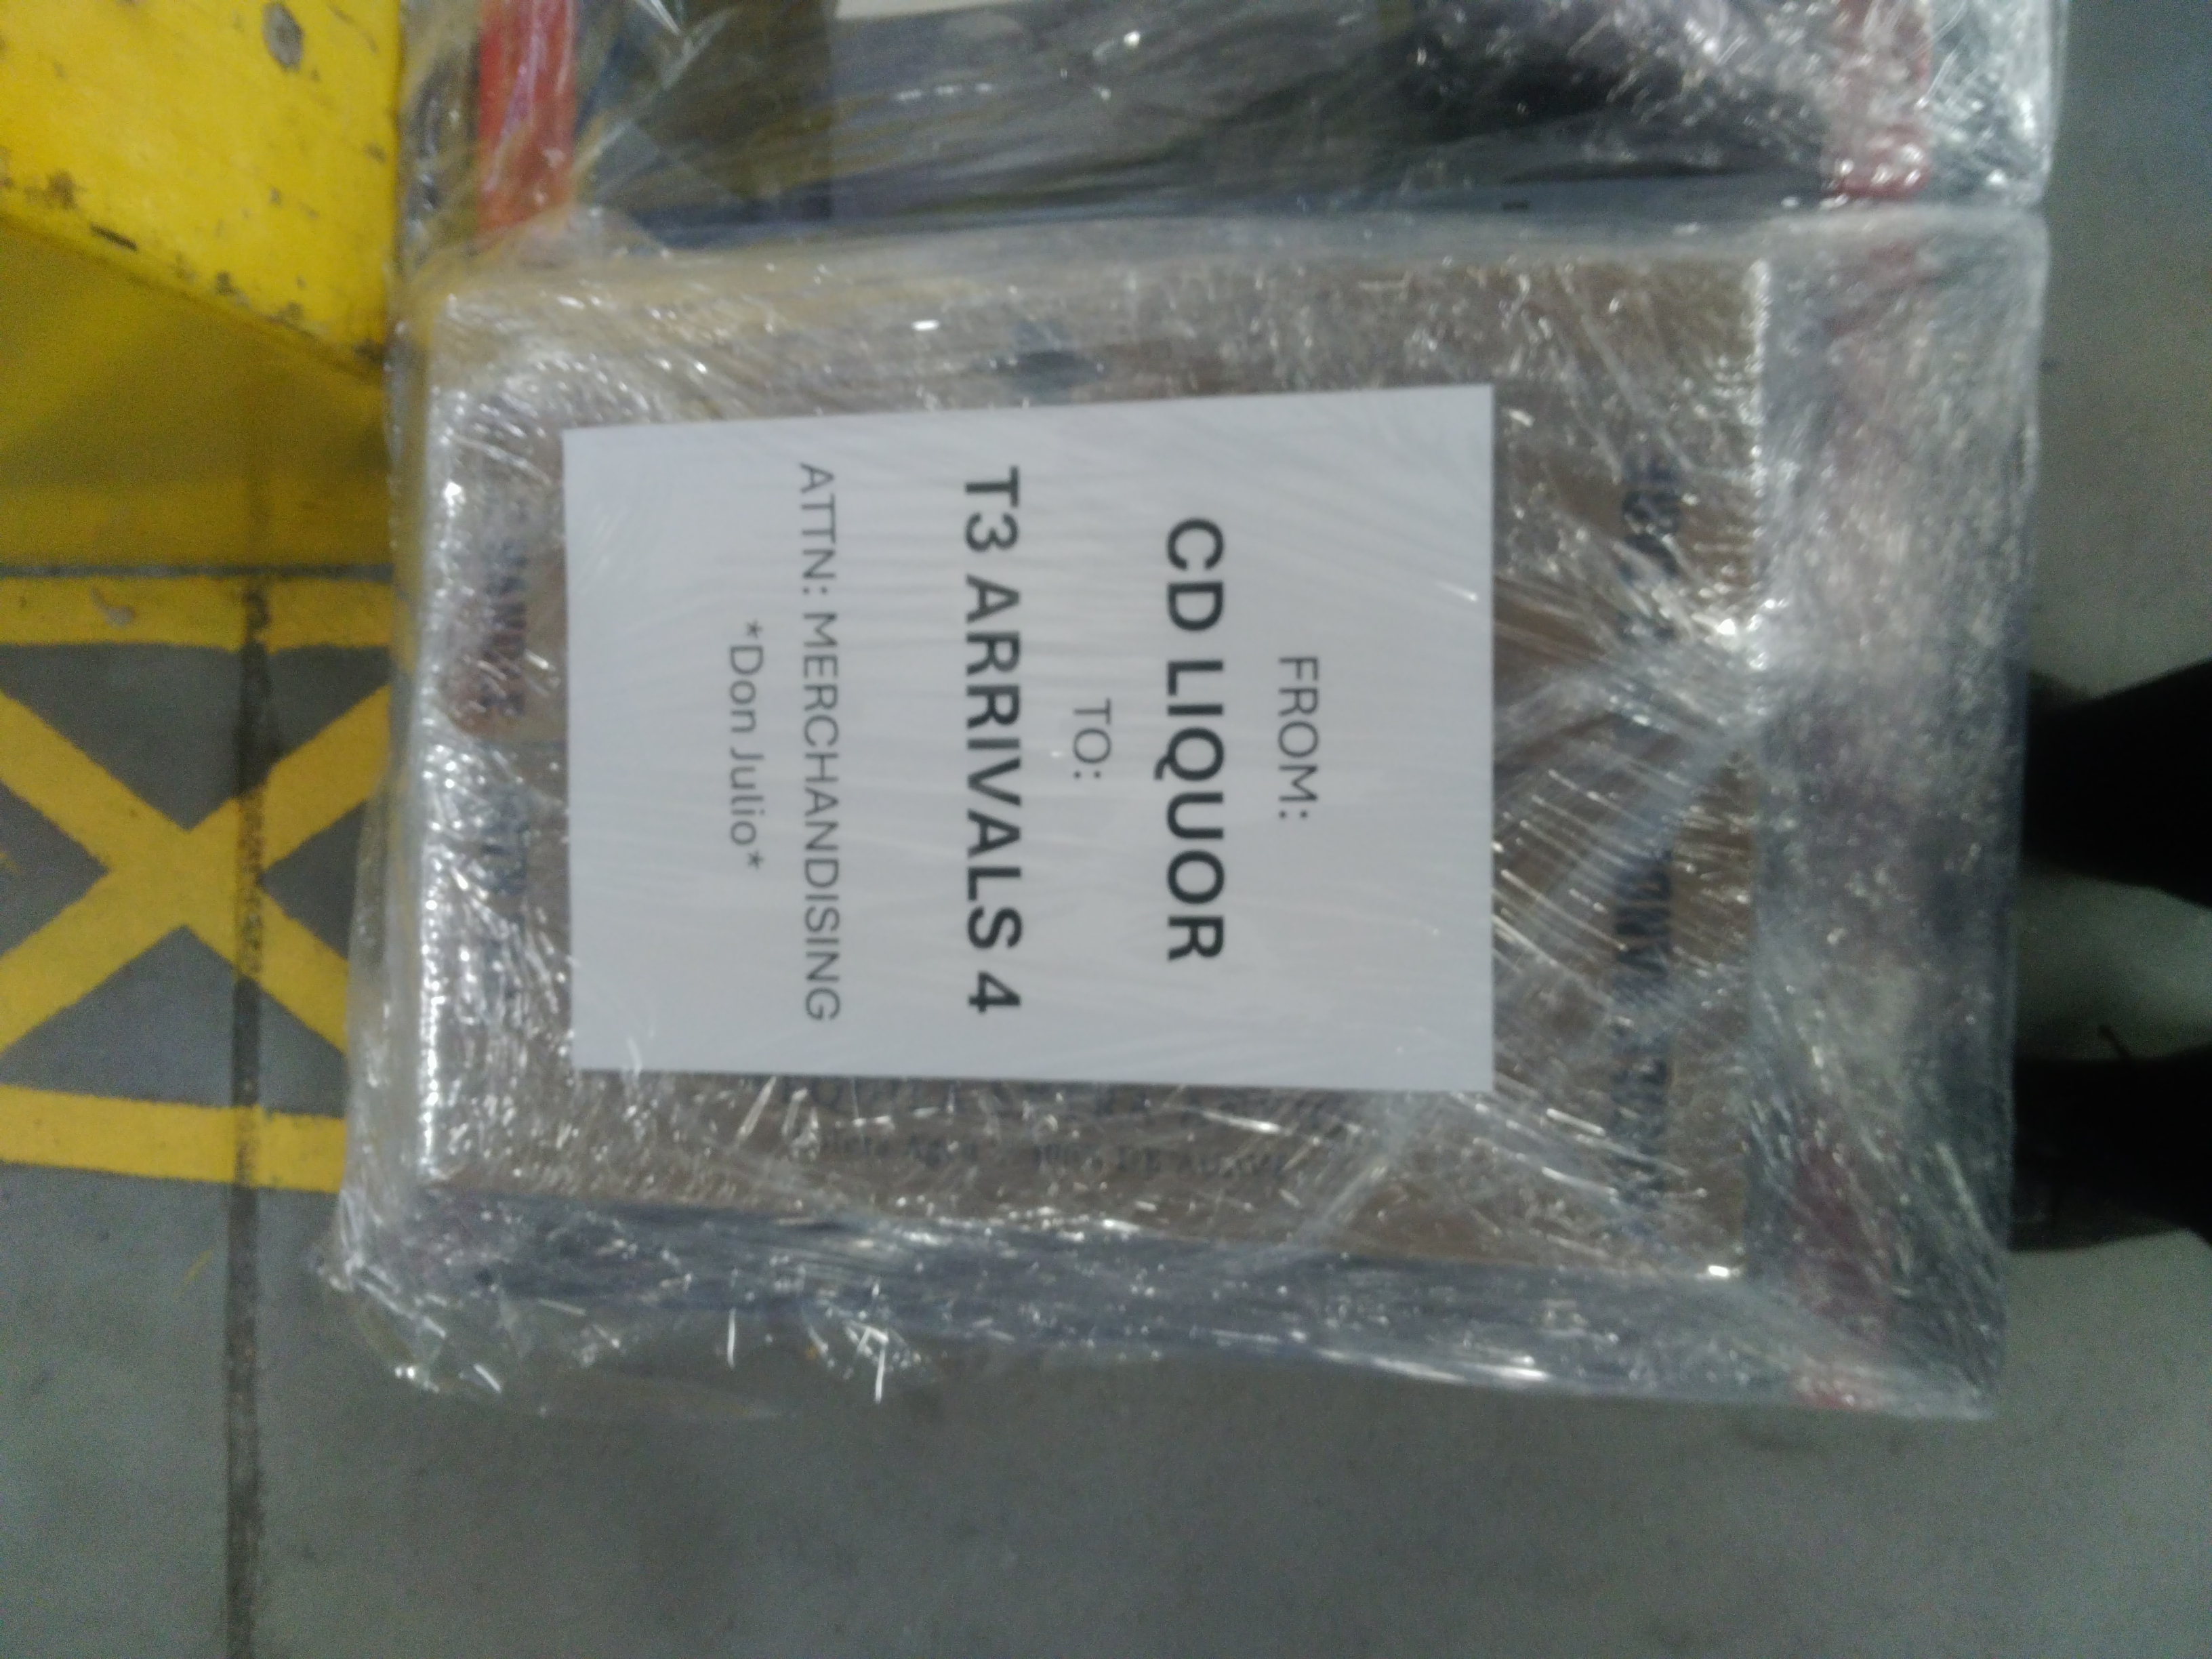 FROM:
CD LIQUOR
TO:
T3 ARRIVALS 4
ATTN: MERCHANDISING
*Don Julio*